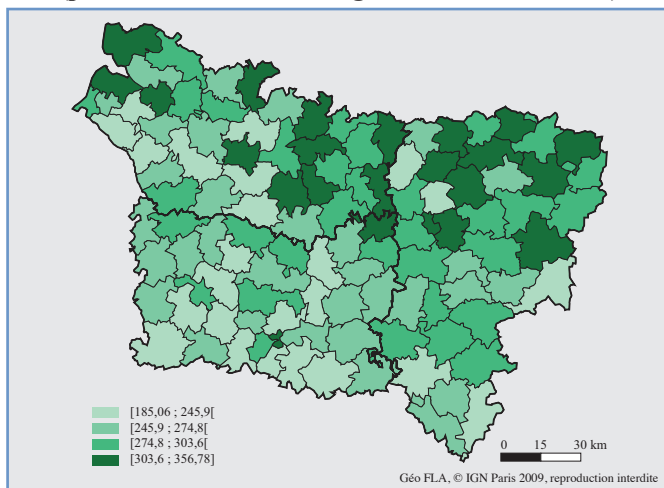 [185,06 ; 245,9[
[245,9 ; 274,8[
[274,8 ; 303,6[
[303,6 ; 356,78]
0 15 30 km
Géo FLA, © IGN Paris 2009, reproduction interdite